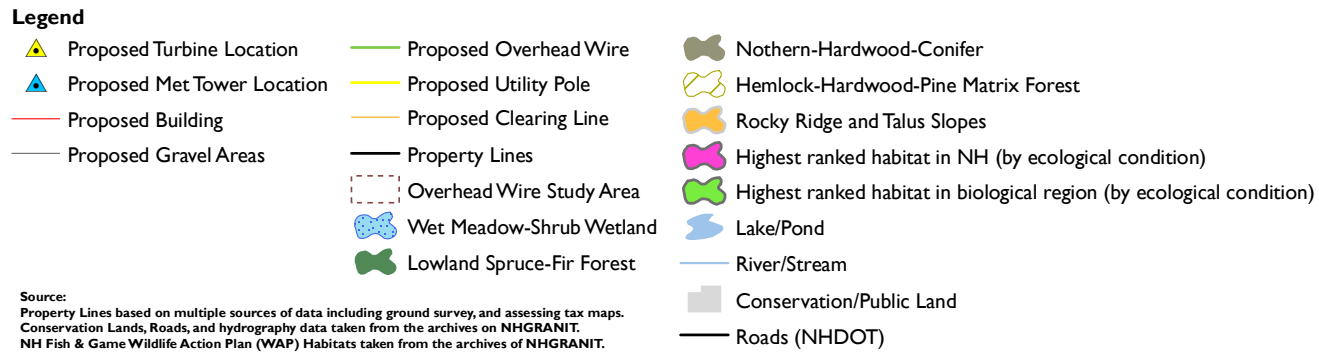 Legend
Proposed Turbine Location
Proposed Met Tower Location
Proposed Building
Proposed Gravel Areas
Proposed Overhead Wire
Proposed Utility Pole
Proposed Clearing Line
Property Lines
Overhead Wire Study Area
Wet Meadow-Shrub Wetland
Lowland Spruce-Fir Forest
Nothern-Hardwood-Conifer
Hemlock-Hardwood-Pine Matrix Forest
Rocky Ridge and Talus Slopes
Highest ranked habitat in NH (by ecological condition)
Highest ranked habitat in biological region (by ecological condition)
Lake/Pond
River/Stream
Conservation/Public Land
Roads (NHDOT)
Source:
Property Lines based on multiple sources of data including ground survey, and assessing tax maps.
Conservation Lands, Roads, and hydrography data taken from the archives on NHGRANIT.
NH Fish & Game Wildlife Action Plan (WAP) Habitats taken from the archives of NHGRANIT.